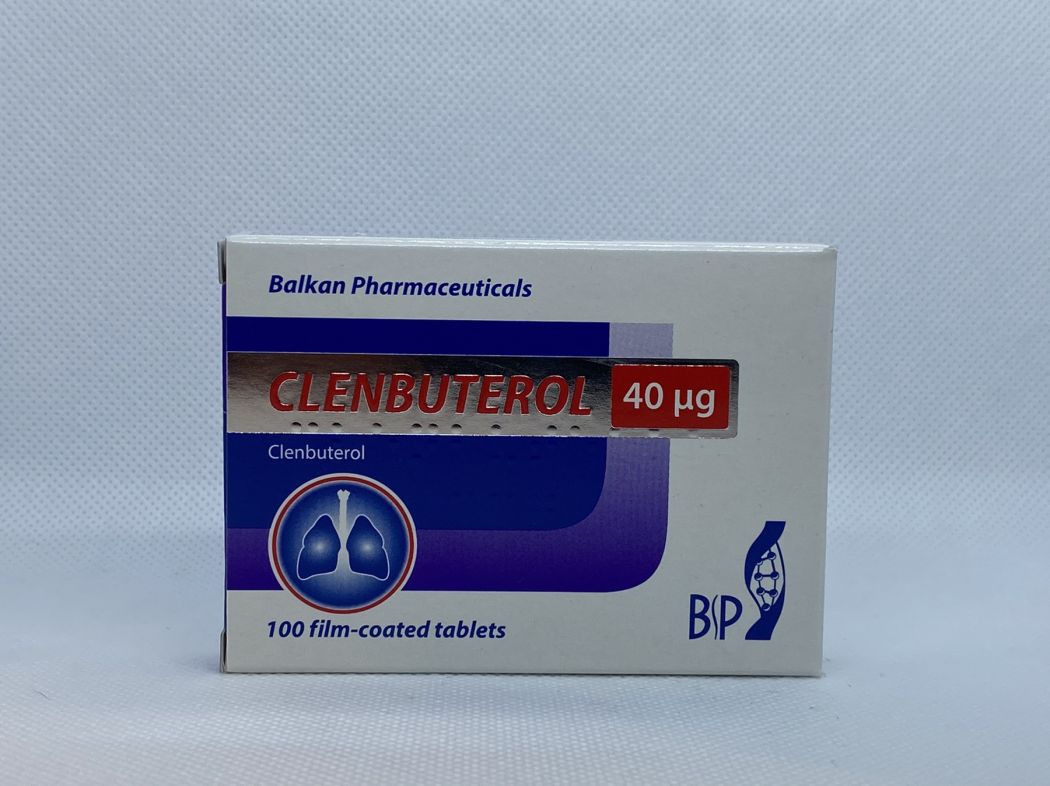 Balkan Pharmaceuticals
CLENBUTEROL 40 µg
Clenbuterol
100 film-coated tablets
BP